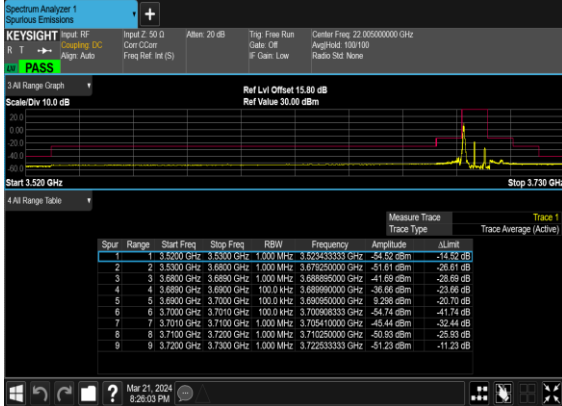 Spectrum Analyzer 1
Spurious Emissions
+
KEYSIGHT Input: RF Input Z: 50 Ω Atten: 20 dB Trig: Free Run Center Freq: 22.005000000 GHz
R T Coupling: DC Corr CCorr Gate: Off Avg|Hold: 100/100
Align: Auto Freq Ref: Int (S) IF Gain: Low Radio Std: None
PASS
3 All Range Graph
Ref Lvl Offset 15.80 dB
Scale/Div 10.0 dB Ref Value 30.00 dBm
20.0
0.00
-20.0
-40.0
-60.0
Start 3.520 GHz Stop 3.730 GHz
4 All Range Table
Measure Trace Trace 1
Trace Type Trace Average (Active)
Spur Range Start Freq Stop Freq RBW Frequency Amplitude ΔLimit
1 1 3.5200 GHz 3.5300 GHz 1.000 MHz 3.523433333 GHz -54.52 dBm -14.52 dB
2 2 3.5300 GHz 3.6800 GHz 1.000 MHz 3.679250000 GHz -51.61 dBm -26.61 dB
3 3 3.6800 GHz 3.6890 GHz 1.000 MHz 3.688895000 GHz -41.69 dBm -28.69 dB
4 4 3.6890 GHz 3.6900 GHz 100.0 kHz 3.689990000 GHz -36.66 dBm -23.66 dB
5 5 3.6900 GHz 3.7000 GHz 100.0 kHz 3.690950000 GHz 9.298 dBm -20.70 dB
6 6 3.7000 GHz 3.7010 GHz 100.0 kHz 3.700908333 GHz -54.74 dBm -41.74 dB
7 7 3.7010 GHz 3.7100 GHz 1.000 MHz 3.705410000 GHz -45.44 dBm -32.44 dB
8 8 3.7100 GHz 3.7200 GHz 1.000 MHz 3.710250000 GHz -50.93 dBm -25.93 dB
9 9 3.7200 GHz 3.7300 GHz 1.000 MHz 3.722533333 GHz -51.23 dBm -11.23 dB
? Mar 21, 2024
8:26:03 PM